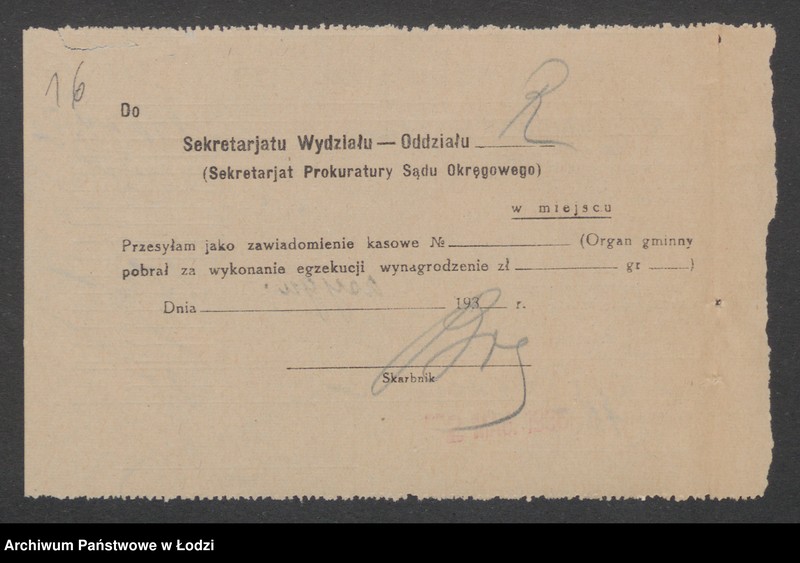 16
Do
Sekretarjatu Wydziału — Oddziału R
(Sekretarjat Prokuratury Sądu Okręgowego)
w miejscu
Przesyłam jako zawiadomienie kasowe № (Organ gminny
pobrał za wykonanie egzekucji wynagrodzenie zł gr )
Dnia 193 r.
Skarbnik
Archiwum Państwowe w Łodzi